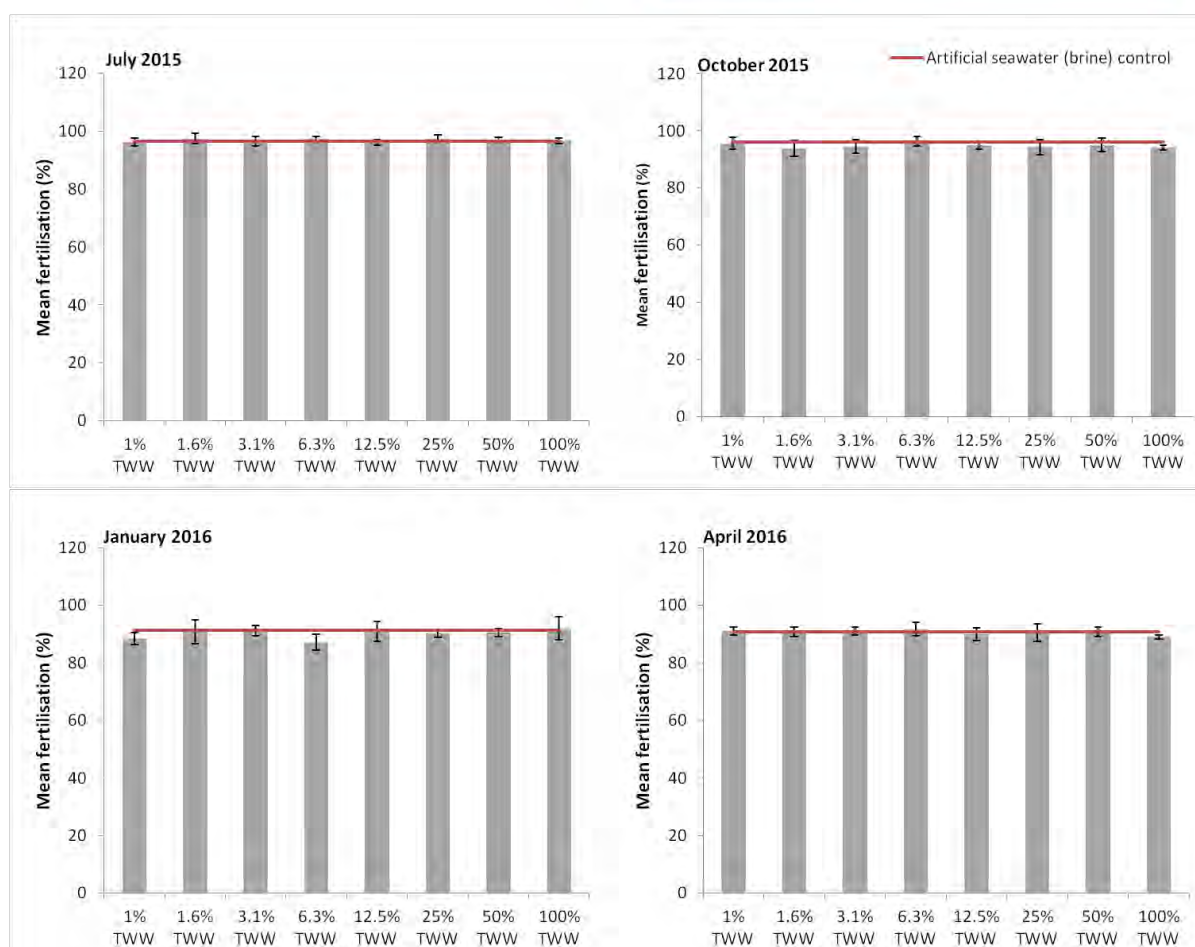 July 2015
120
100
80
60
40
20
0
Mean fertilisation (%)
1% 1.6% 3.1% 6.3% 12.5% 25% 50% 100%
TWW TWW TWW TWW TWW TWW TWW TWW
October 2015
Artificial seawater (brine) control
120
100
80
60
40
20
0
Mean fertilisation (%)
1% 1.6% 3.1% 6.3% 12.5% 25% 50% 100%
TWW TWW TWW TWW TWW TWW TWW TWW
January 2016
120
100
80
60
40
20
0
Mean fertilisation (%)
1% 1.6% 3.1% 6.3% 12.5% 25% 50% 100%
TWW TWW TWW TWW TWW TWW TWW TWW
April 2016
120
100
80
60
40
20
0
Mean fertilisation (%)
1% 1.6% 3.1% 6.3% 12.5% 25% 50% 100%
TWW TWW TWW TWW TWW TWW TWW TWW